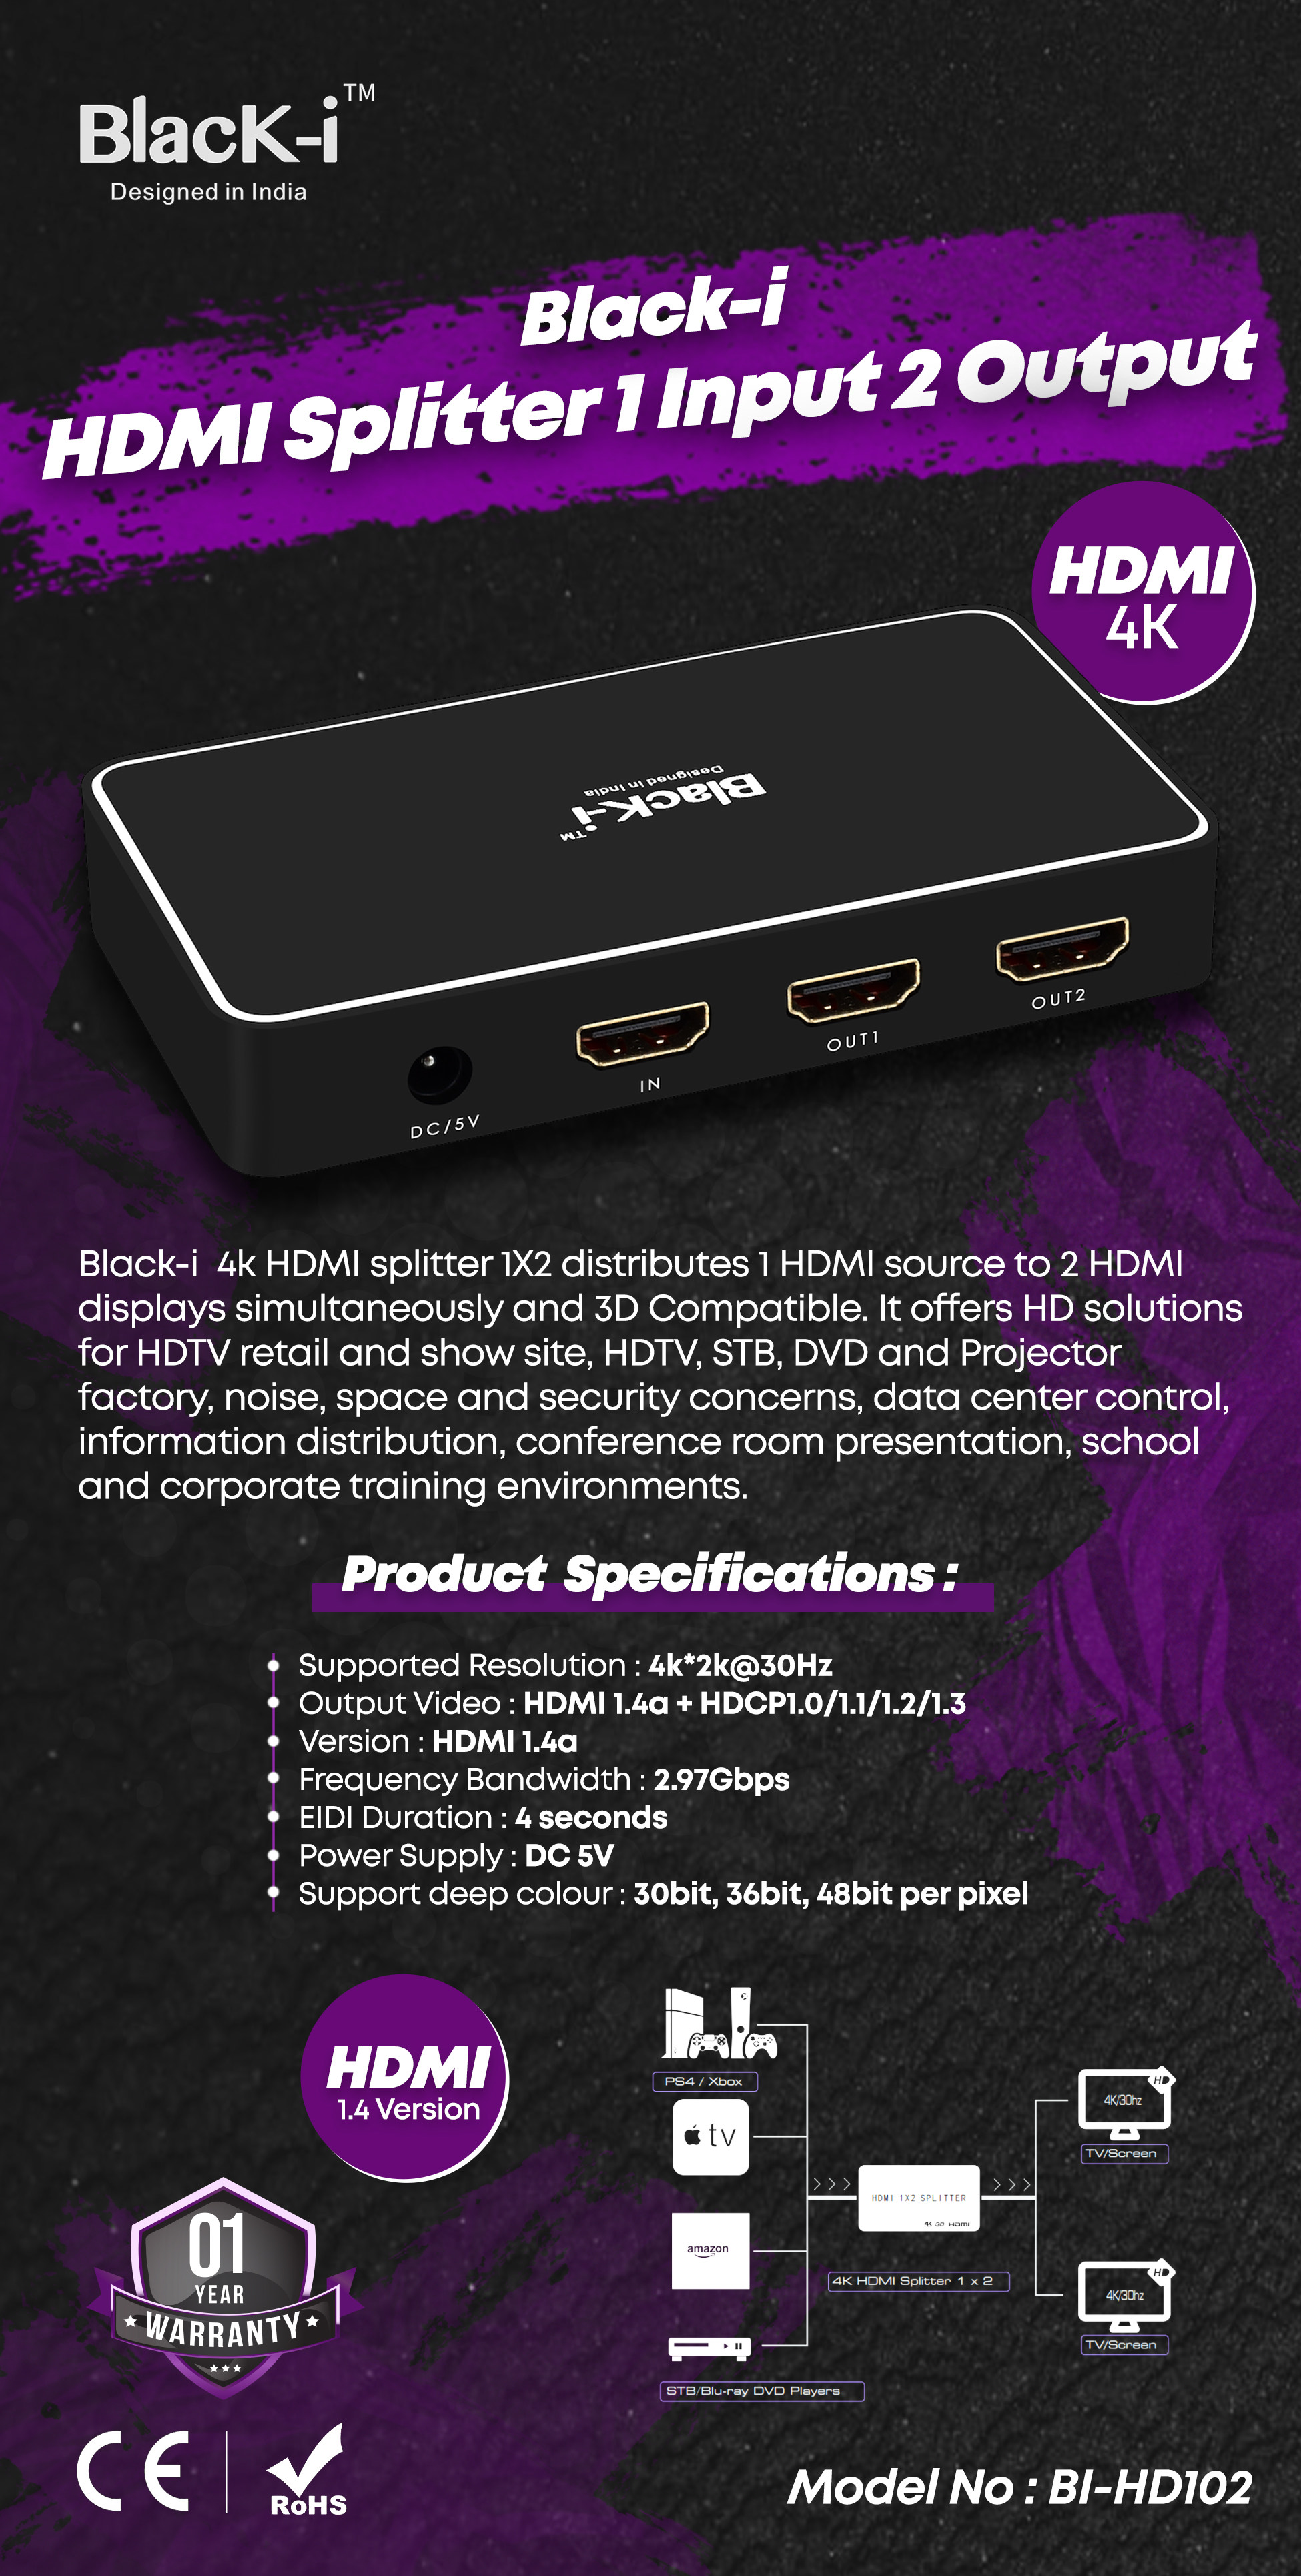 BlacK-i™
Designed in India
Black-i
HDMI Splitter 1 Input 2 Output
HDMI
4K
BlacK-i™
Designed in India
DC/5V
IN
OUT1
OUT2
Black-i 4k HDMI splitter 1X2 distributes 1 HDMI source to 2 HDMI
displays simultaneously and 3D Compatible. It offers HD solutions
for HDTV retail and show site, HDTV, STB, DVD and Projector
factory, noise, space and security concerns, data center control,
information distribution, conference room presentation, school
and corporate training environments.
Product Specifications :
Supported Resolution : 4k*2k@30Hz
Output Video : HDMI 1.4a + HDCP1.0/1.1/1.2/1.3
Version : HDMI 1.4a
Frequency Bandwidth : 2.97Gbps
EIDI Duration : 4 seconds
Power Supply : DC 5V
Support deep colour : 30bit, 36bit, 48bit per pixel
HDMI
1.4 Version
PS4 / Xbox
tv
amazon
STB/Blu-ray DVD Players
HDMI 1X2 SPLITTER
4K 3D HDMI
4K HDMI Splitter 1 x 2
HD
4K/30hz
TV/Screen
HD
4K/30hz
TV/Screen
01
YEAR
WARRANTY
CE
RoHS
Model No : BI-HD102